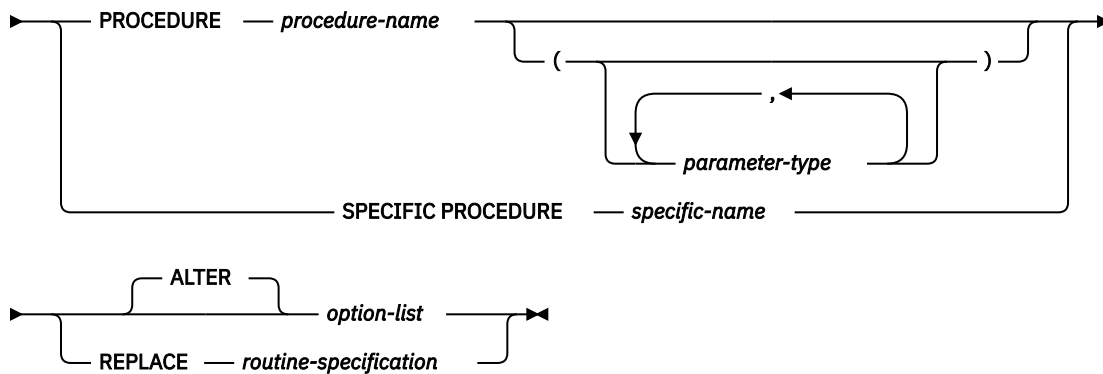 PROCEDURE procedure-name
( )
,
parameter-type
SPECIFIC PROCEDURE specific-name
ALTER
option-list
REPLACE routine-specification